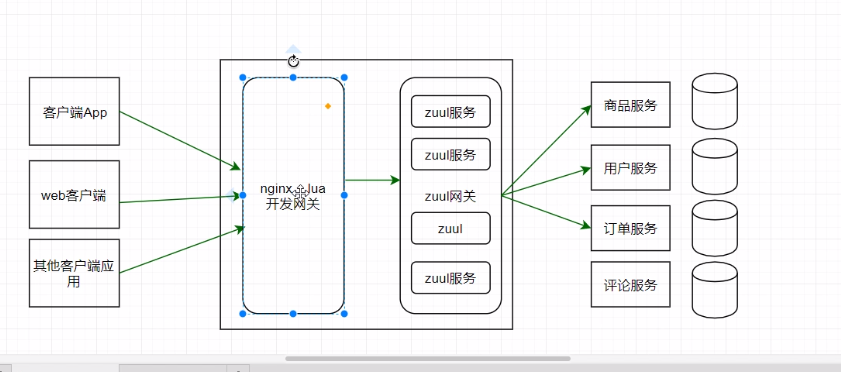 客户端App
web客户端
其他客户端应
用
nginx lua
开发网关
zuul服务
zuul服务
zuul网关
zuul
zuul服务
商品服务
用户服务
订单服务
评论服务